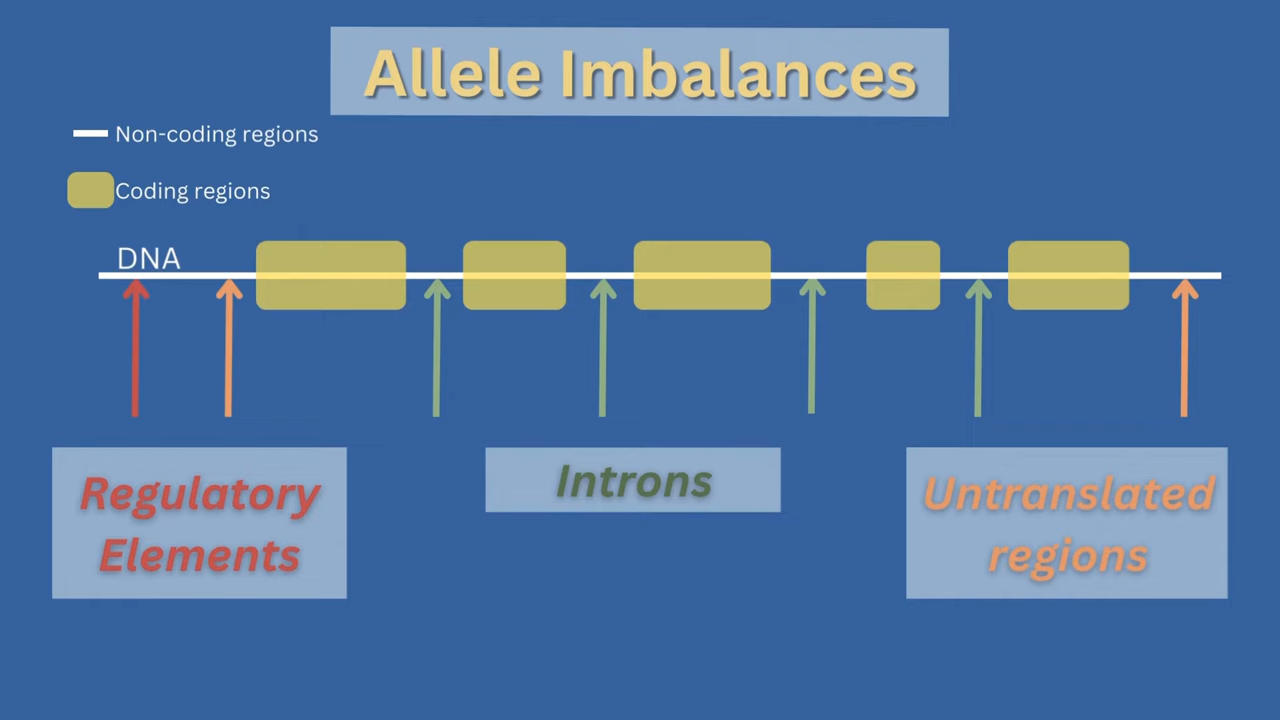 Allele Imbalances
Non-coding regions
Coding regions
DNA
Regulatory
Elements
Introns
Untranslated
regions